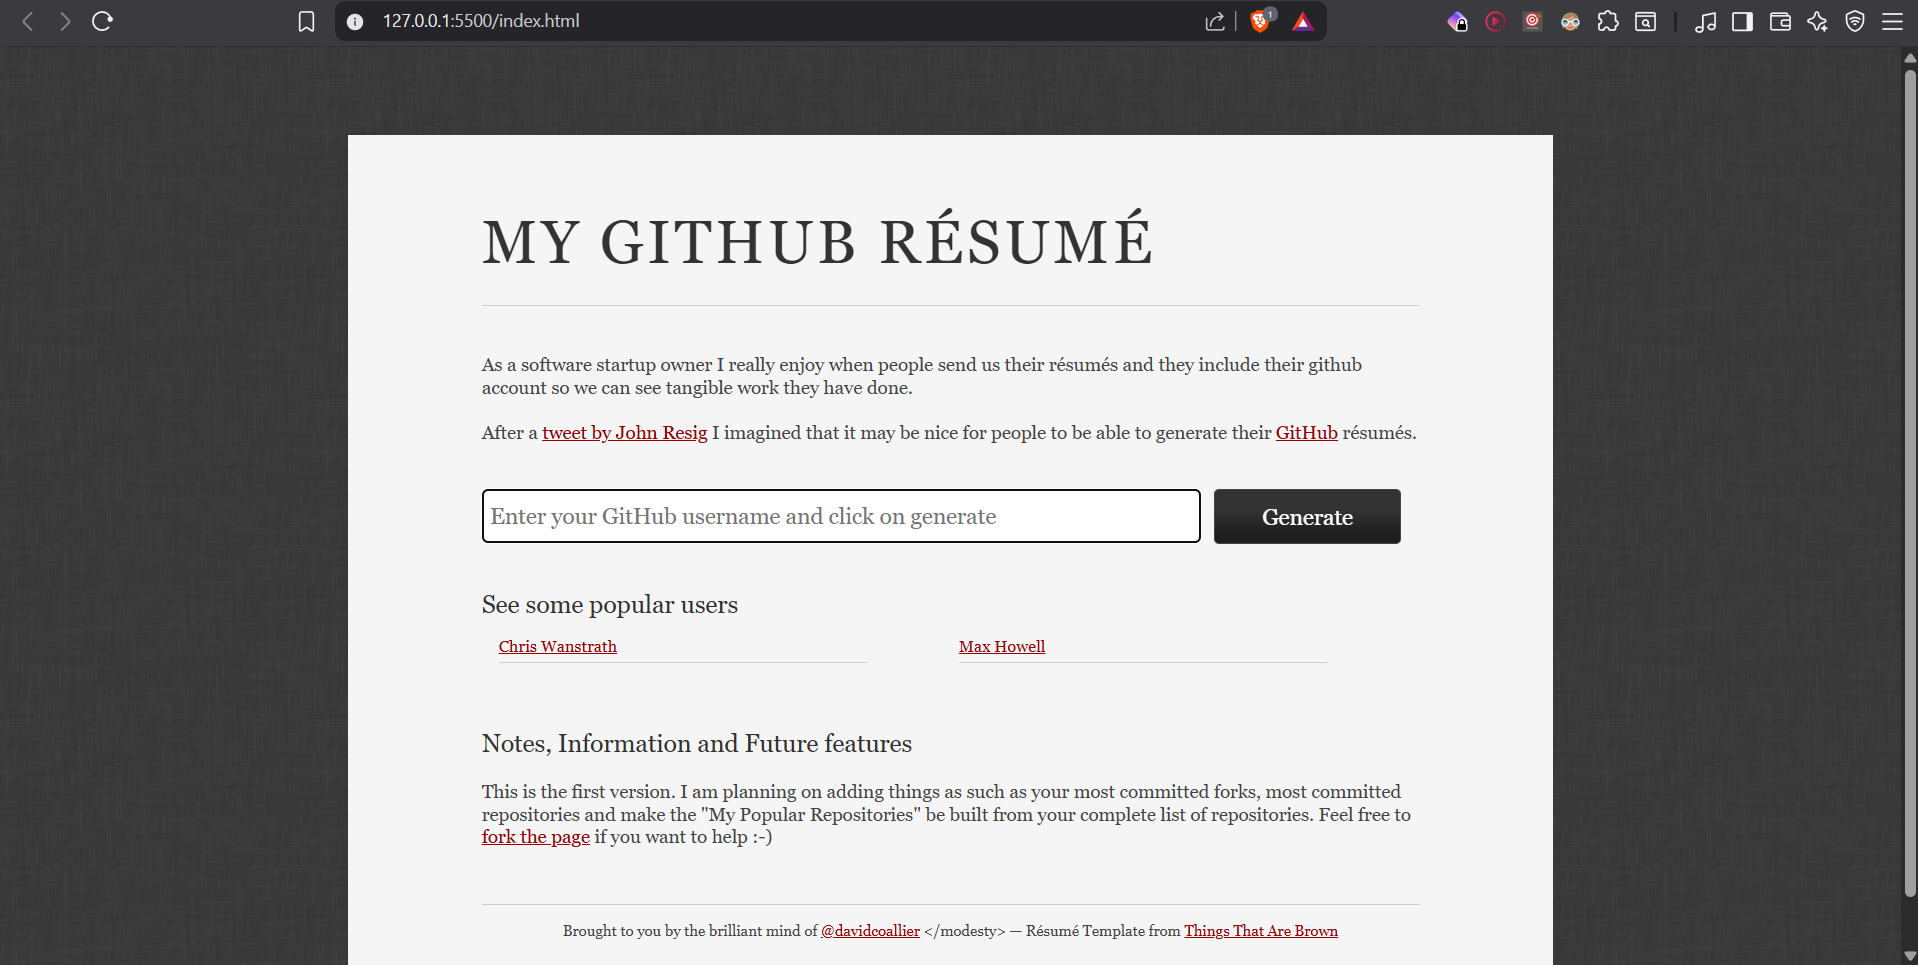 127.0.0.1:5500/index.html
1
MY GITHUB RÉSUMÉ
As a software startup owner I really enjoy when people send us their résumés and they include their github
account so we can see tangible work they have done.
After a tweet by John Resig I imagined that it may be nice for people to be able to generate their GitHub résumés.
Enter your GitHub username and click on generate
Generate
See some popular users
Chris Wanstrath
Max Howell
Notes, Information and Future features
This is the first version. I am planning on adding things as such as your most committed forks, most committed
repositories and make the "My Popular Repositories" be built from your complete list of repositories. Feel free to
fork the page if you want to help :-)
Brought to you by the brilliant mind of @davidcoallier </modesty> — Résumé Template from Things That Are Brown